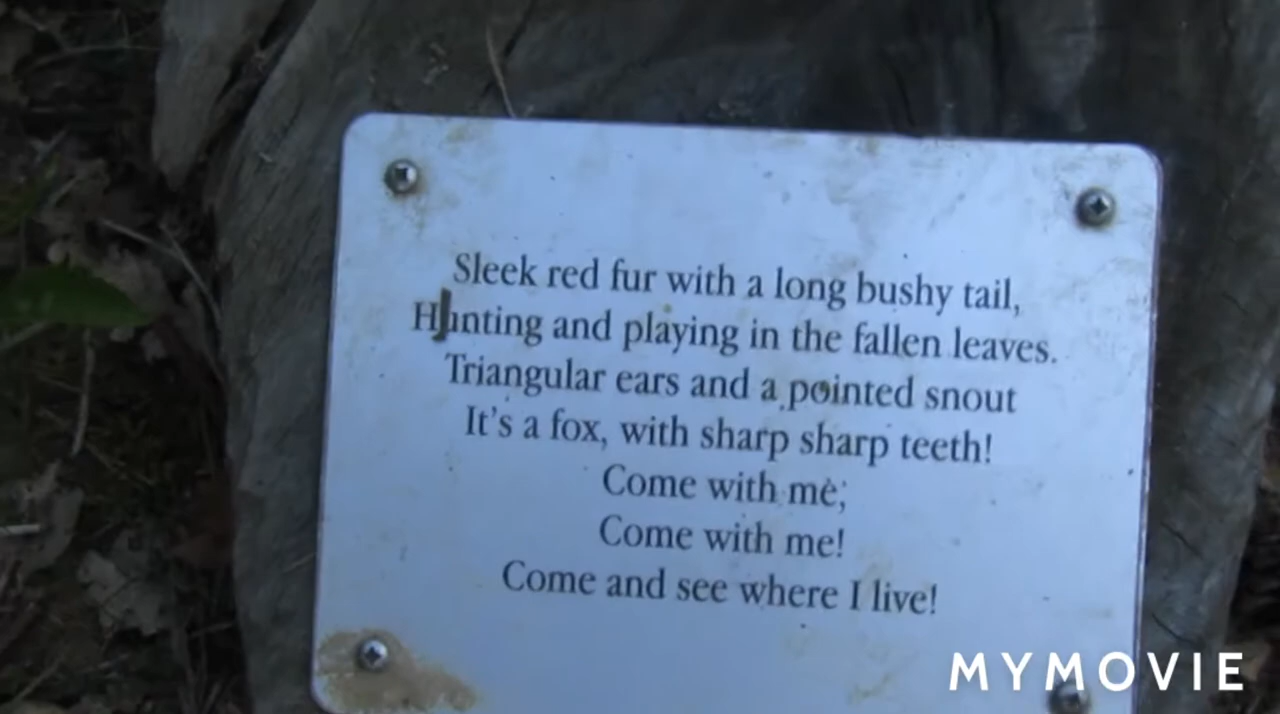 Sleek red fur with a long bushy tail,
Hunting and playing in the fallen leaves.
Triangular ears and a pointed snout
It's a fox, with sharp sharp teeth!
Come with me;
Come with me!
Come and see where I live!
MYMOVIE